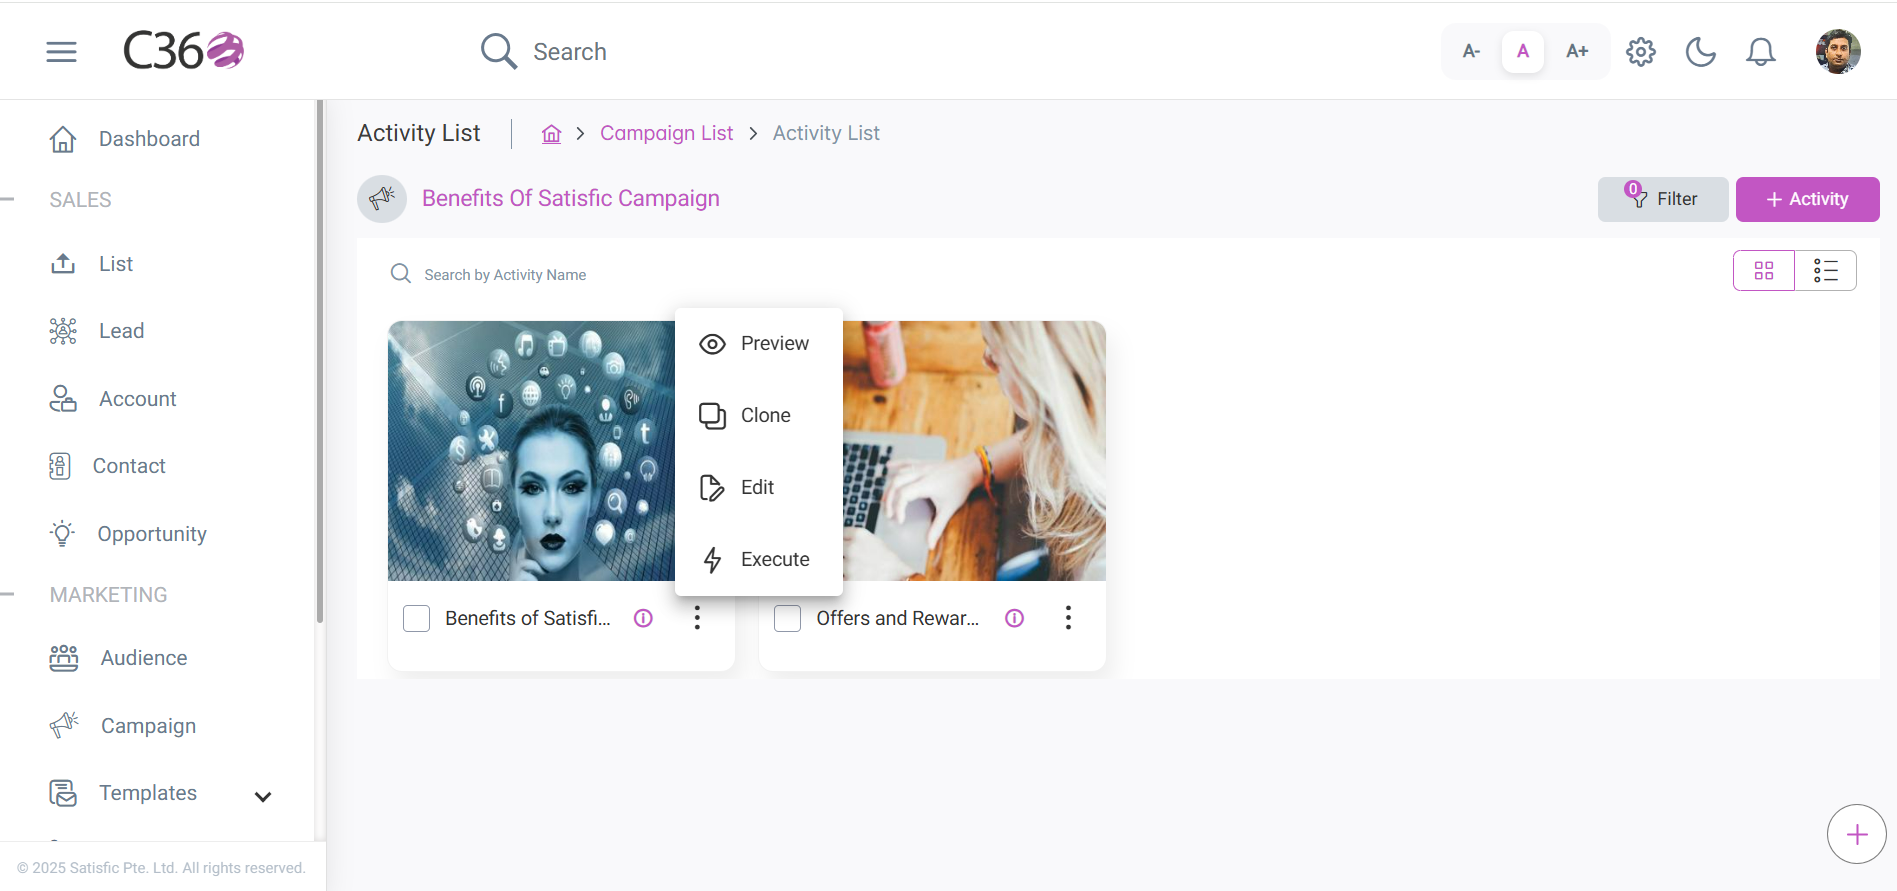 C360
Search
A- A A+
Dashboard
SALES
List
Lead
Account
Contact
Opportunity
MARKETING
Audience
Campaign
Templates
© 2025 Satisfic Pte. Ltd. All rights reserved.
Activity List
Campaign List > Activity List
Benefits Of Satisfic Campaign
0 Filter
+ Activity
Search by Activity Name
Preview
Clone
Edit
Execute
Benefits of Satisfi...
Offers and Rewar...